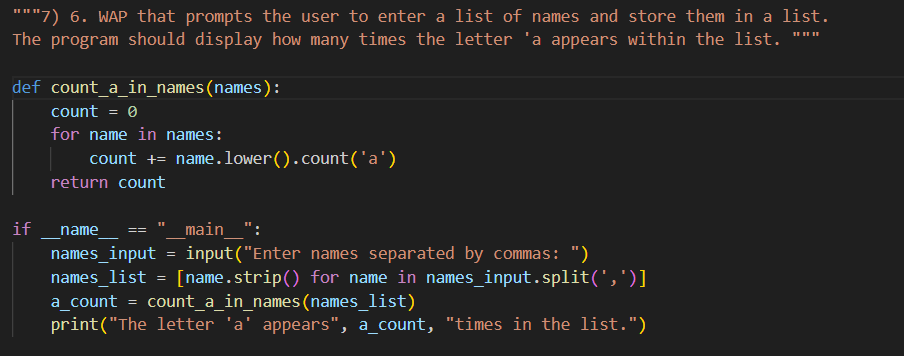 """7) 6. WAP that prompts the user to enter a list of names and store them in a list.
The program should display how many times the letter 'a appears within the list. """
def count_a_in_names(names):
    count = 0
    for name in names:
        count += name.lower().count('a')
    return count
if __name__ == "__main__":
    names_input = input("Enter names separated by commas: ")
    names_list = [name.strip() for name in names_input.split(',')]
    a_count = count_a_in_names(names_list)
    print("The letter 'a' appears", a_count, "times in the list.")